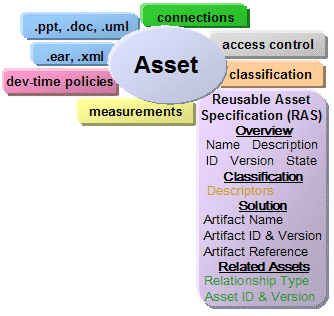 connections
.ppt, .doc, .uml
access control
.ear, .xml
Asset
classification
dev-time policies
measurements
Reusable Asset
Specification (RAS)
Overview
Name Description
ID Version State
Classification
Descriptors
Solution
Artifact Name
Artifact ID & Version
Artifact Reference
Related Assets
Relationship Type
Asset ID & Version